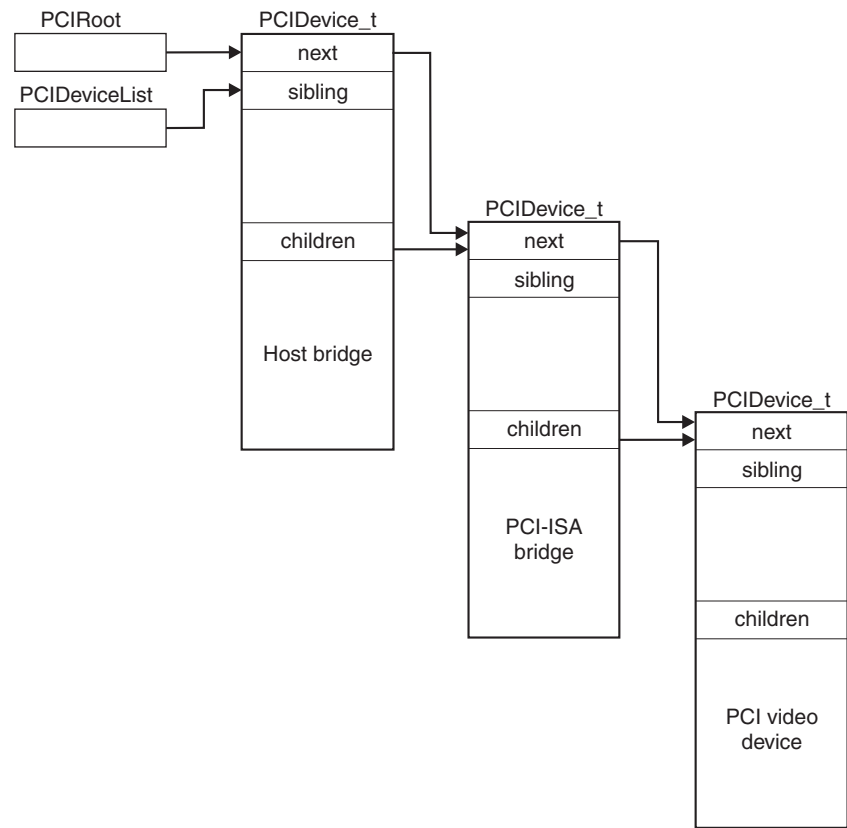 PCIRoot
PCIDeviceList
PCIDevice_t
next
sibling
children
Host bridge
PCIDevice_t
next
sibling
children
PCI-ISA
bridge
PCIDevice_t
next
sibling
children
PCI video
device